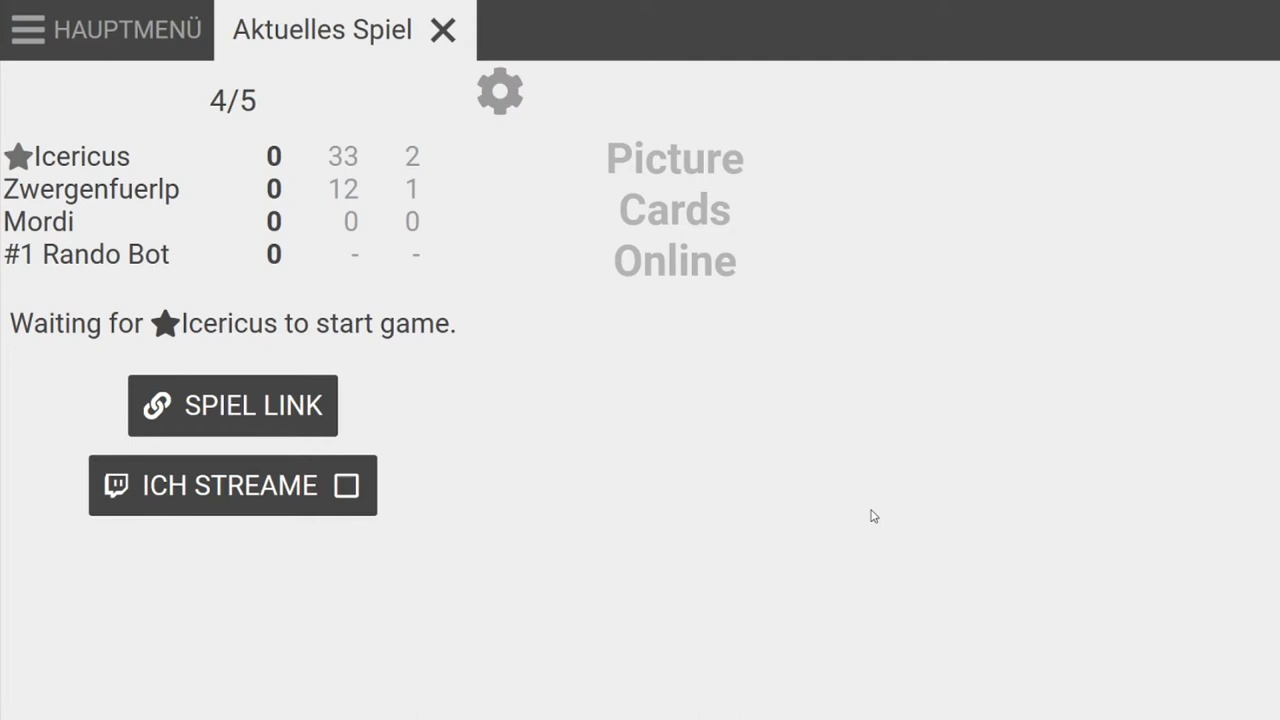 HAUPTMENÜ Aktuelles Spiel
4/5
Icericus 0 33 2
Zwergenfuerlp 0 12 1
Mordi 0 0 0
#1 Rando Bot 0 - -
Waiting for Icericus to start game.
SPIEL LINK
ICH STREAME
Picture
Cards
Online